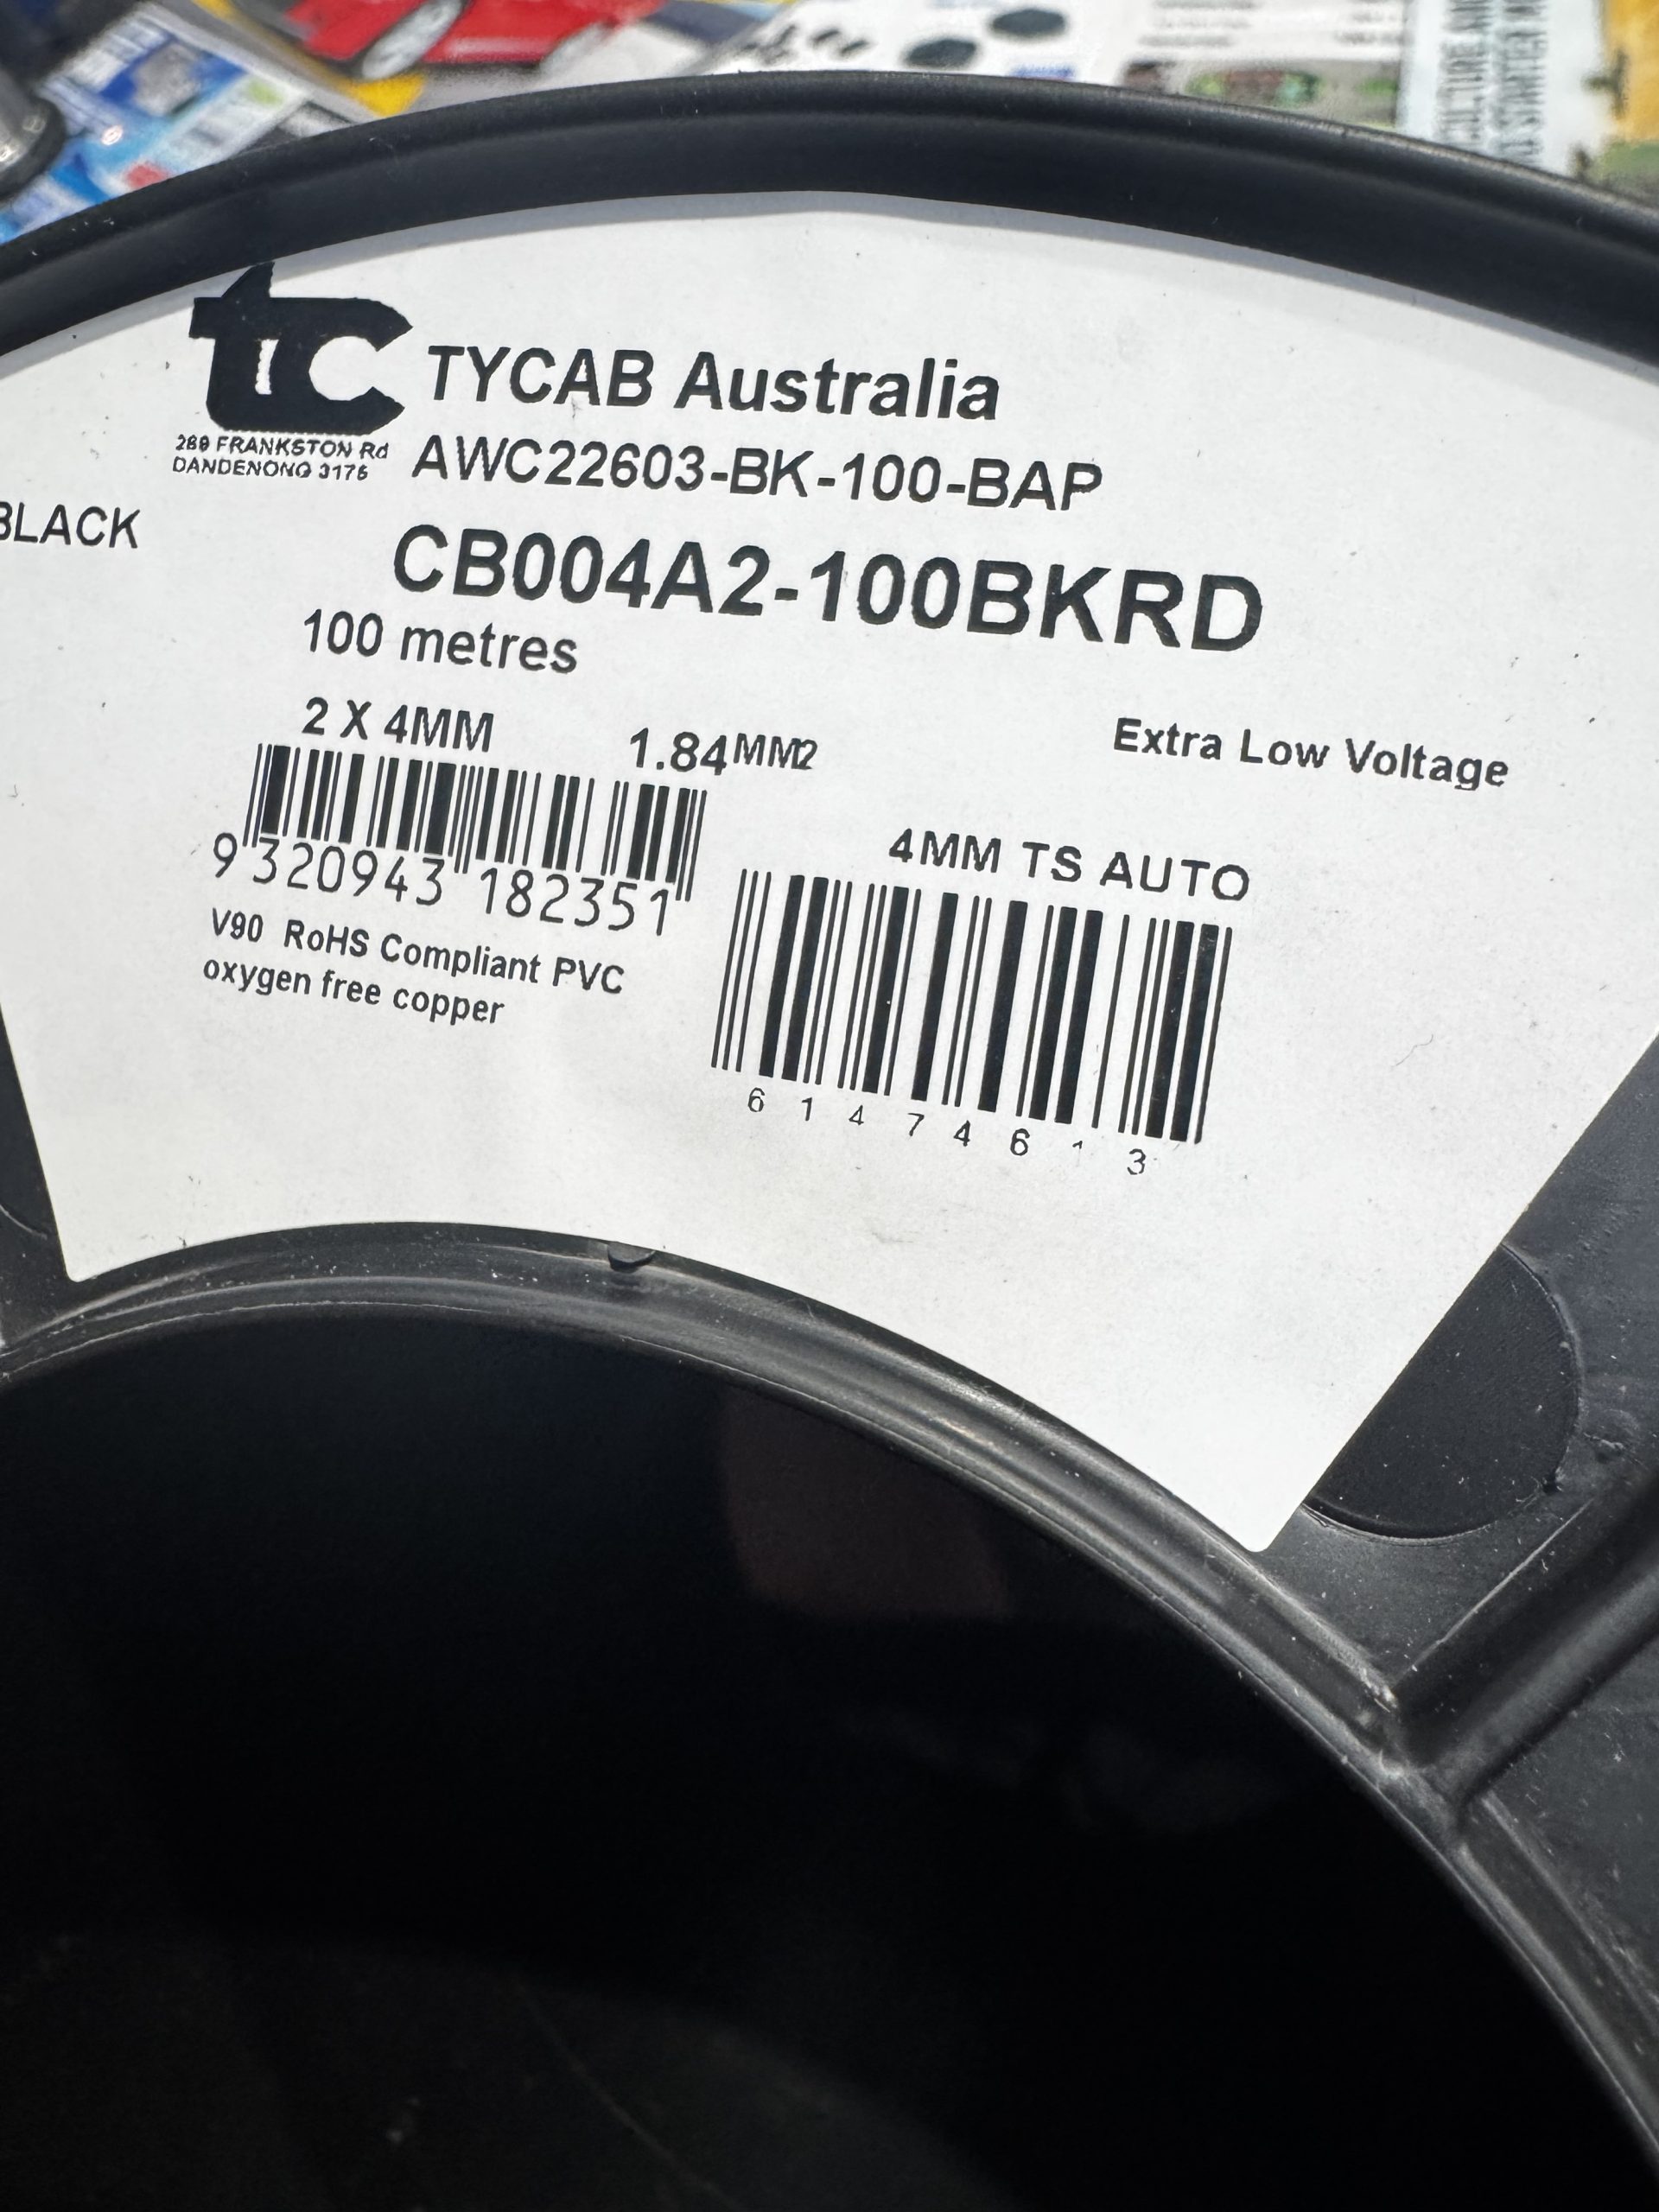 tc TYCAB Australia
FRANKSTON Rd
DANDENONG 3175
AWC22603-BK-100-BAP
BLACK
CB004A2-100BKRD
100 metres
2 X 4MM
1.84MM2
Extra Low Voltage
9 320943 182351
4MM TS AUTO
V90 RoHS Compliant PVC
oxygen free copper
6 1 4 7 4 6 1 3